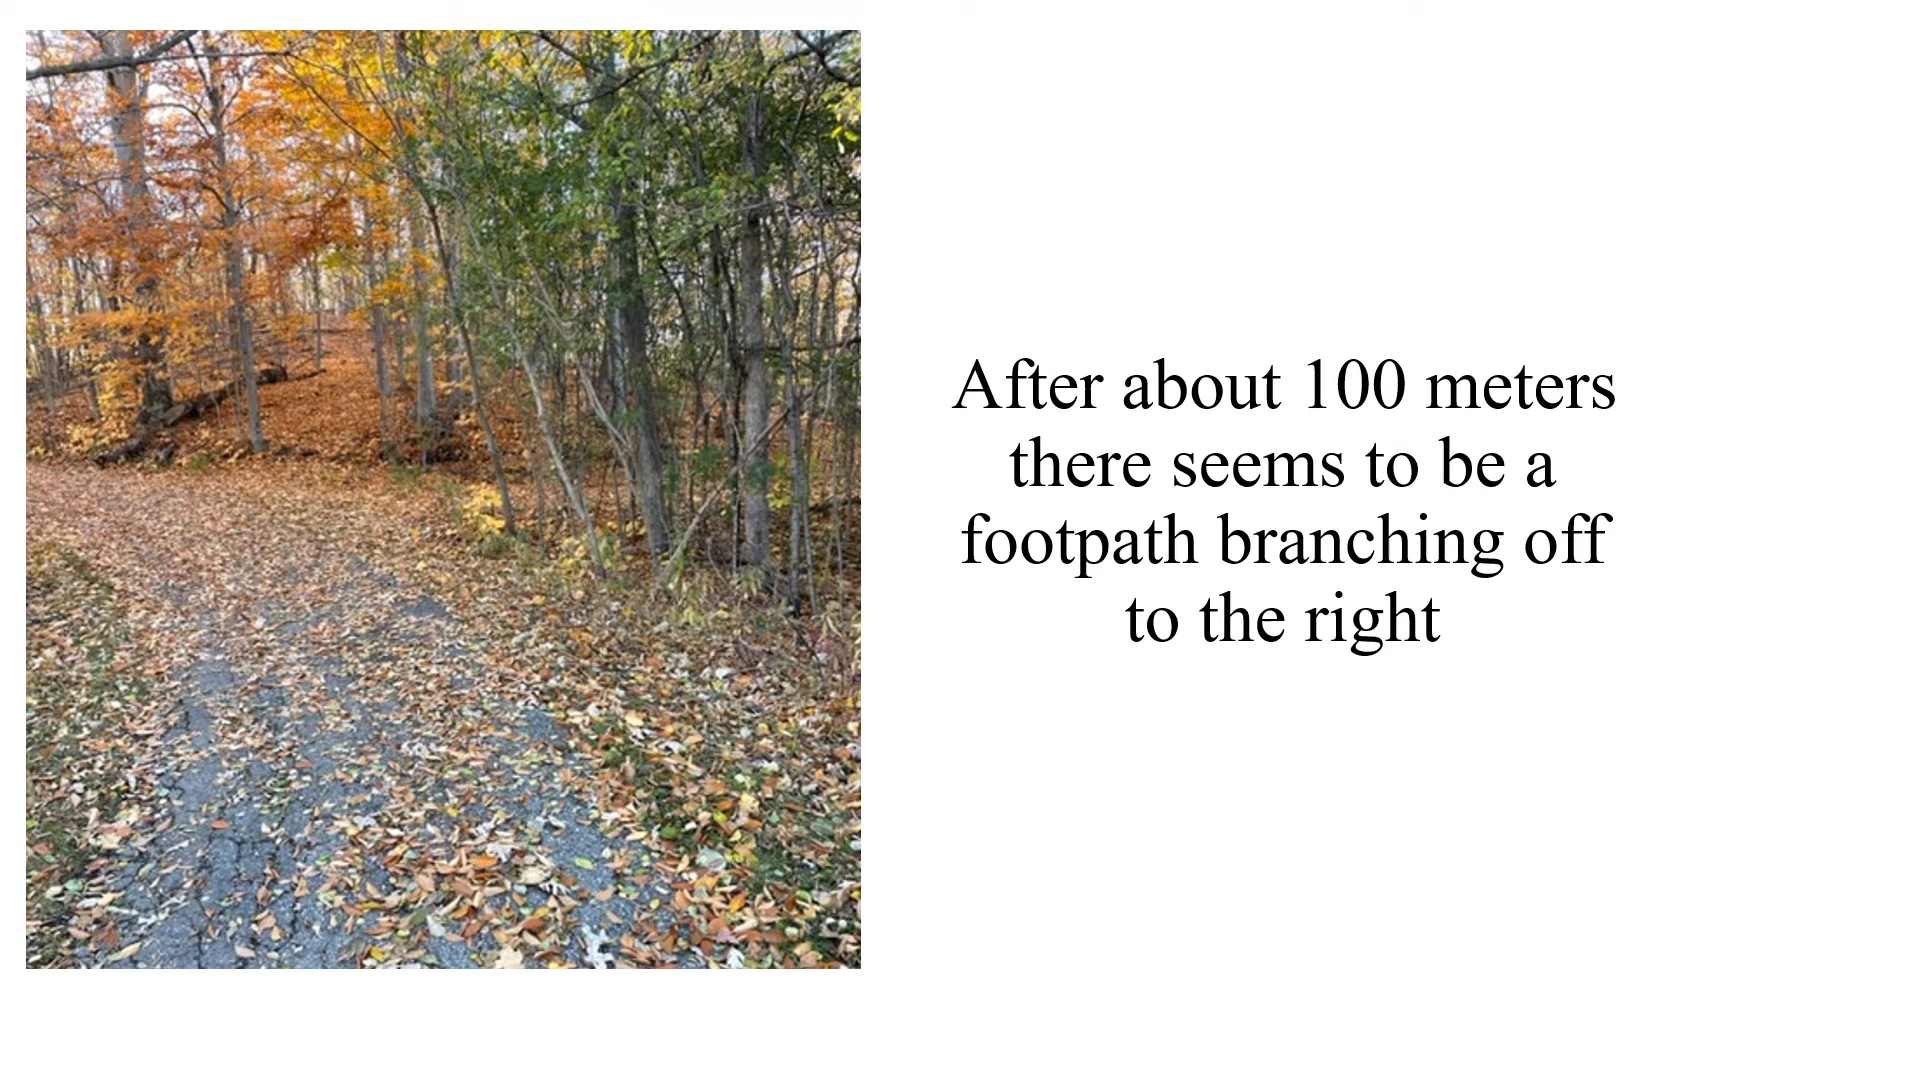 After about 100 meters
there seems to be a
footpath branching off
to the right